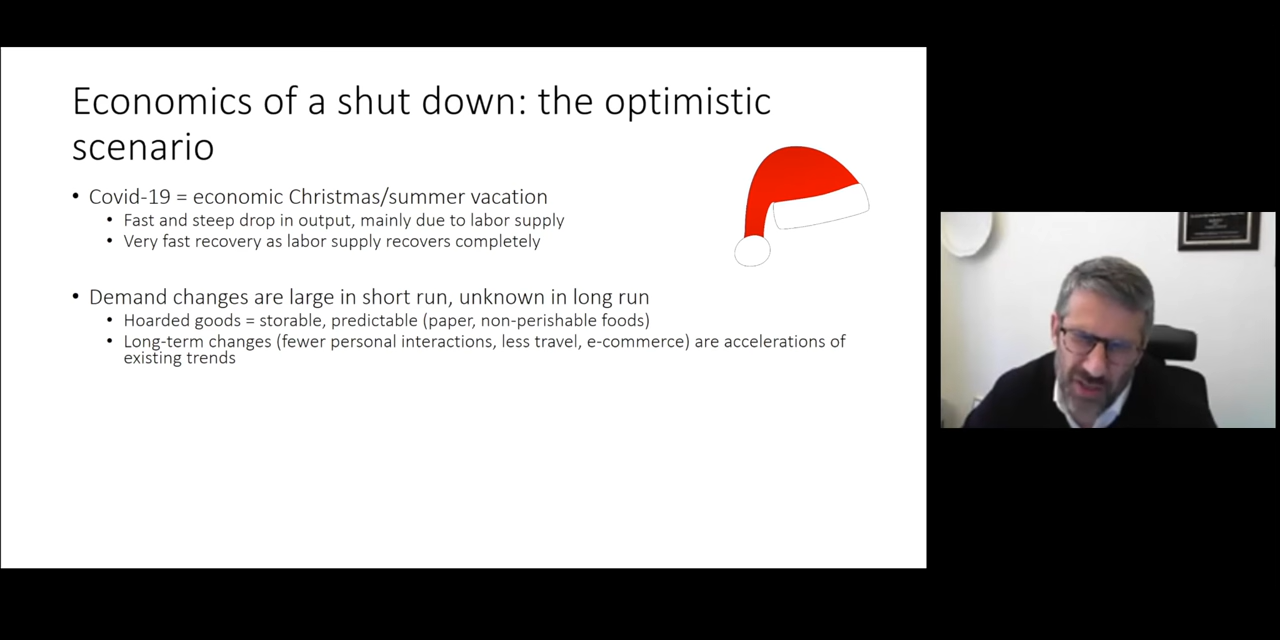 Economics of a shut down: the optimistic
scenario
• Covid-19 = economic Christmas/summer vacation
• Fast and steep drop in output, mainly due to labor supply
• Very fast recovery as labor supply recovers completely
• Demand changes are large in short run, unknown in long run
• Hoarded goods = storable, predictable (paper, non-perishable foods)
• Long-term changes (fewer personal interactions, less travel, e-commerce) are accelerations of
existing trends